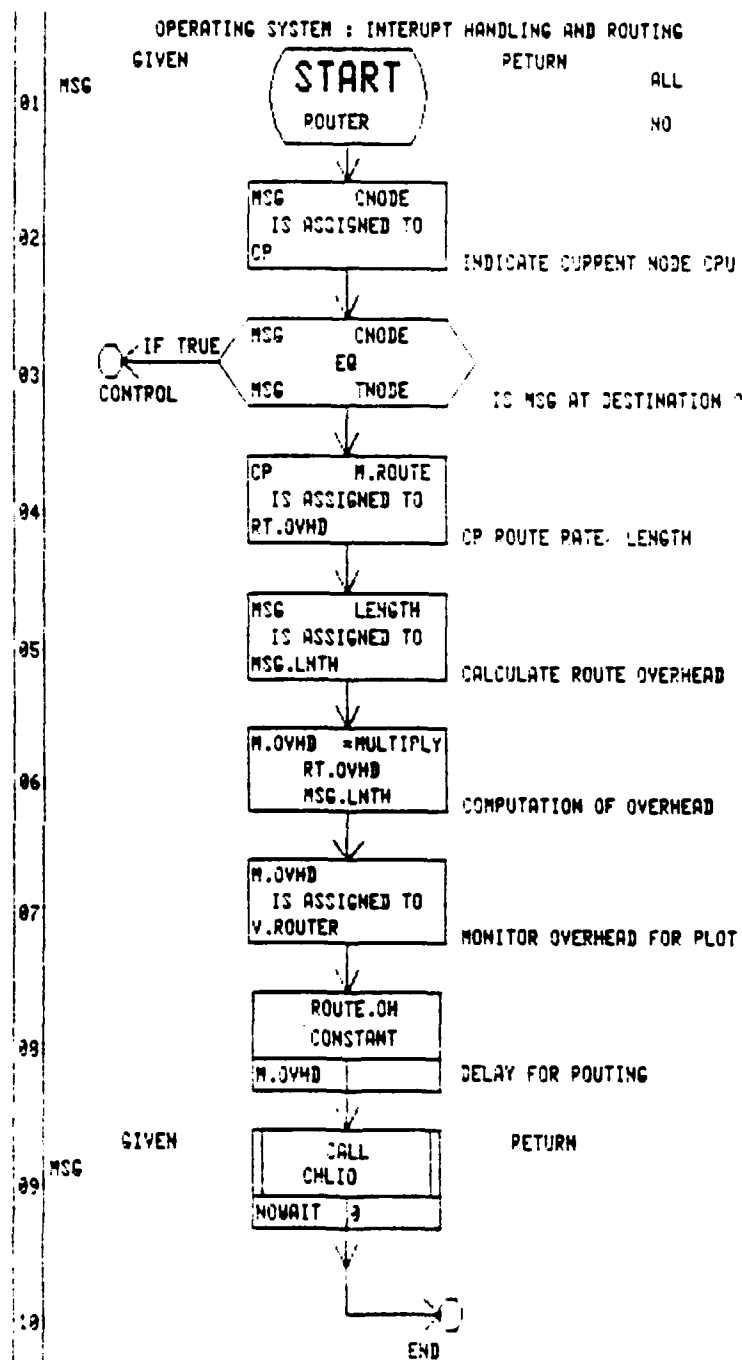 OPERATING SYSTEM : INTERUPT HANDLING AND ROUTING
GIVEN PETURN
MSG START ALL
01 ROUTER NO
MSG CNODE
IS ASSIGNED TO
02 CP
INDICATE CURRENT NODE CPU
MSG CNODE
IF TRUE EQ
03 MSG TNODE
CONTROL IS MSG AT DESTINATION ?
CP M.ROUTE
IS ASSIGNED TO
04 RT.OVHD
CP ROUTE RATE/ LENGTH
MSG LENGTH
IS ASSIGNED TO
05 MSG.LNTH
CALCULATE ROUTE OVERHEAD
M.OVHD =MULTIPLY
RT.OVHD
06 MSG.LNTH
COMPUTATION OF OVERHEAD
M.OVHD
IS ASSIGNED TO
07 V.ROUTER
MONITOR OVERHEAD FOR PLOT
ROUTE.OH
CONSTANT
08 M.OVHD DELAY FOR POUTING
GIVEN PETURN
MSG CALL
CHLIO
09 NOWAIT 0
10 END